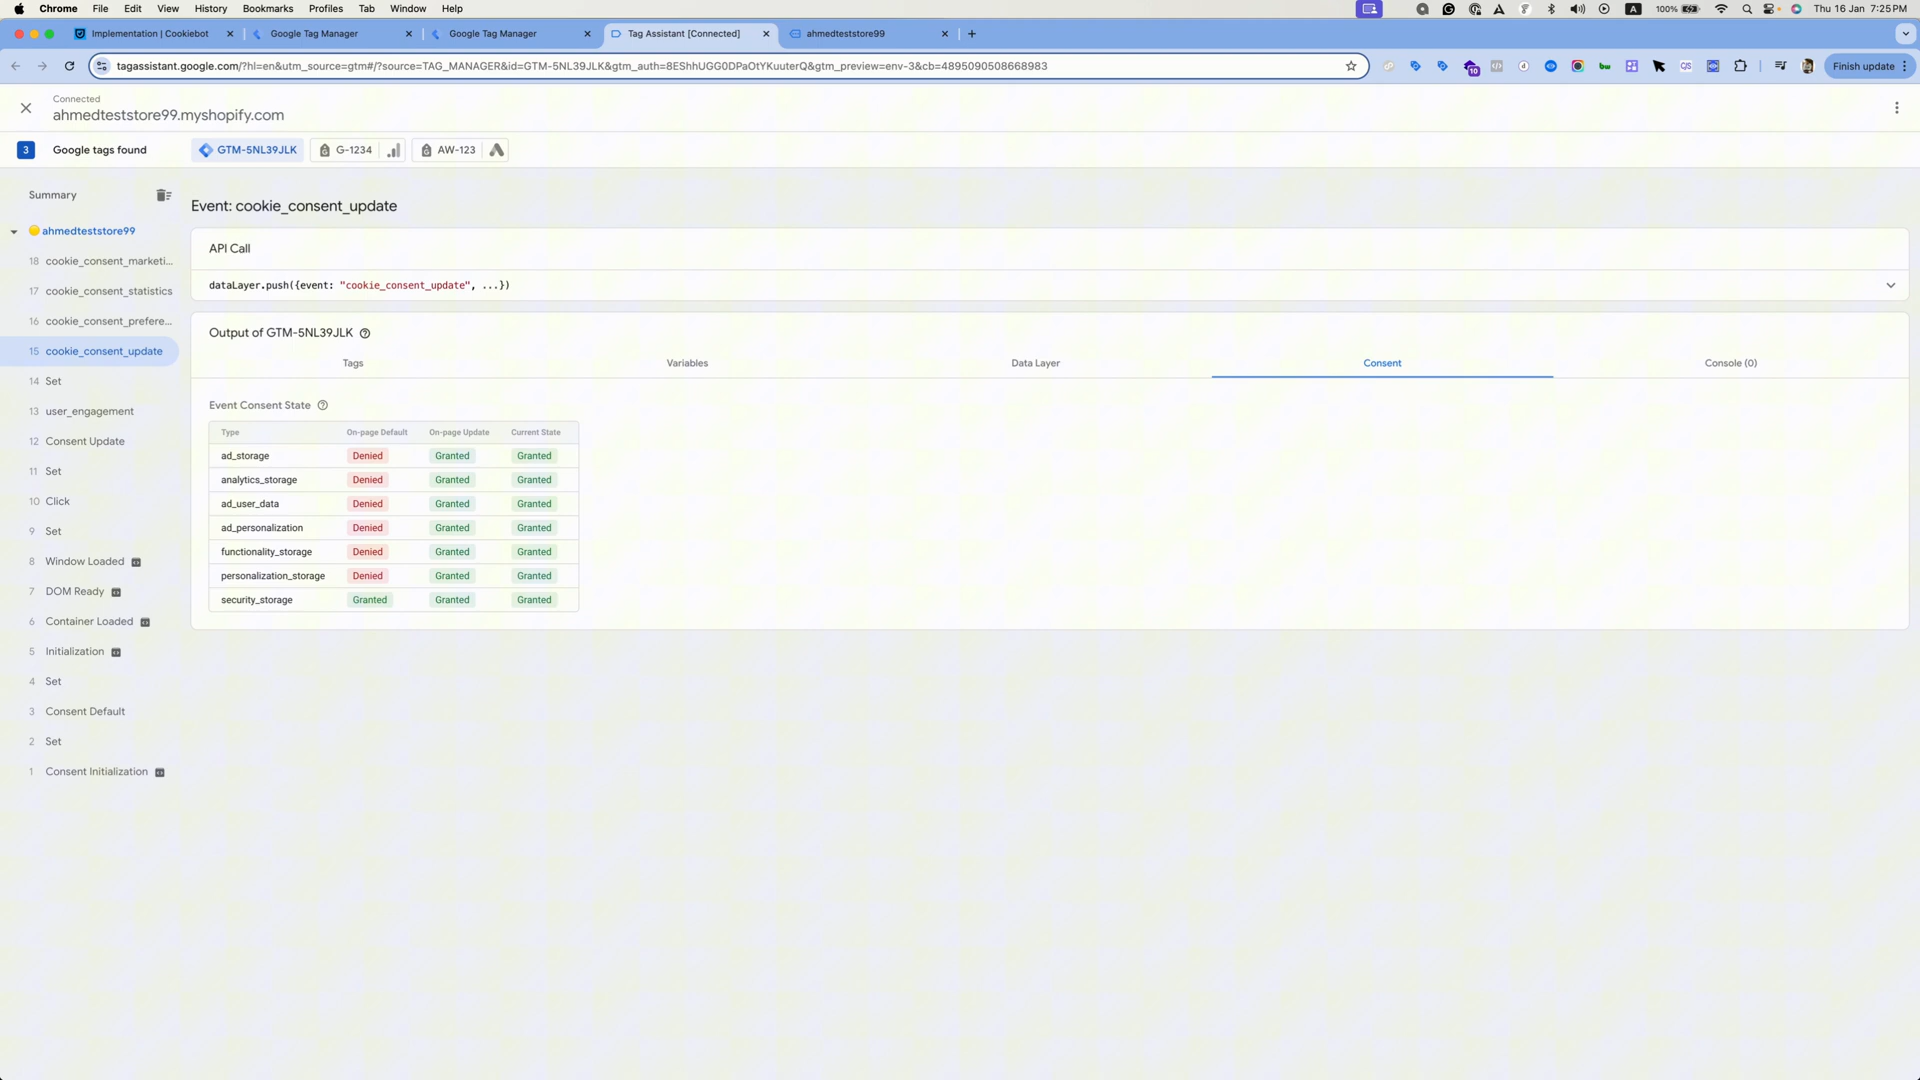 Chrome File Edit View History Bookmarks Profiles Tab Window Help
A 100% Thu 16 Jan 7:25 PM
Implementation | Cookiebot Google Tag Manager Google Tag Manager Tag Assistant [Connected] ahmedteststore99
tagassistant.google.com/?hl=en&utm_source=gtm#/?source=TAG_MANAGER&id=GTM-5NL39JLK&gtm_auth=8EShhUGG0DPaOtYKuuterQ&gtm_preview=env-3&cb=4895090508668983
10
Finish update
Connected
ahmedteststore99.myshopify.com
3 Google tags found GTM-5NL39JLK G-1234 AW-123
Summary
ahmedteststore99
18 cookie_consent_marketi...
17 cookie_consent_statistics
16 cookie_consent_prefere...
15 cookie_consent_update
14 Set
13 user_engagement
12 Consent Update
11 Set
10 Click
9 Set
8 Window Loaded
7 DOM Ready
6 Container Loaded
5 Initialization
4 Set
3 Consent Default
2 Set
1 Consent Initialization
Event: cookie_consent_update
API Call
dataLayer.push({event: "cookie_consent_update", ...})
Output of GTM-5NL39JLK
Tags Variables Data Layer Consent Console (0)
Event Consent State
Type On-page Default On-page Update Current State
ad_storage Denied Granted Granted
analytics_storage Denied Granted Granted
ad_user_data Denied Granted Granted
ad_personalization Denied Granted Granted
functionality_storage Denied Granted Granted
personalization_storage Denied Granted Granted
security_storage Granted Granted Granted